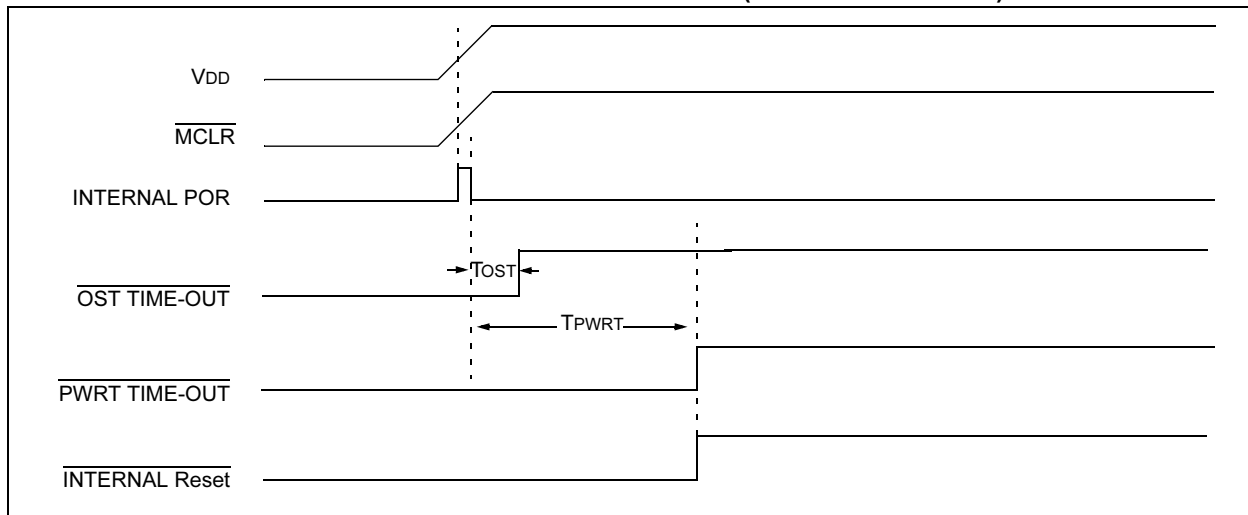 VDD
MCLR
INTERNAL POR
TOST
OST TIME-OUT
TPWRT
PWRT TIME-OUT
INTERNAL Reset